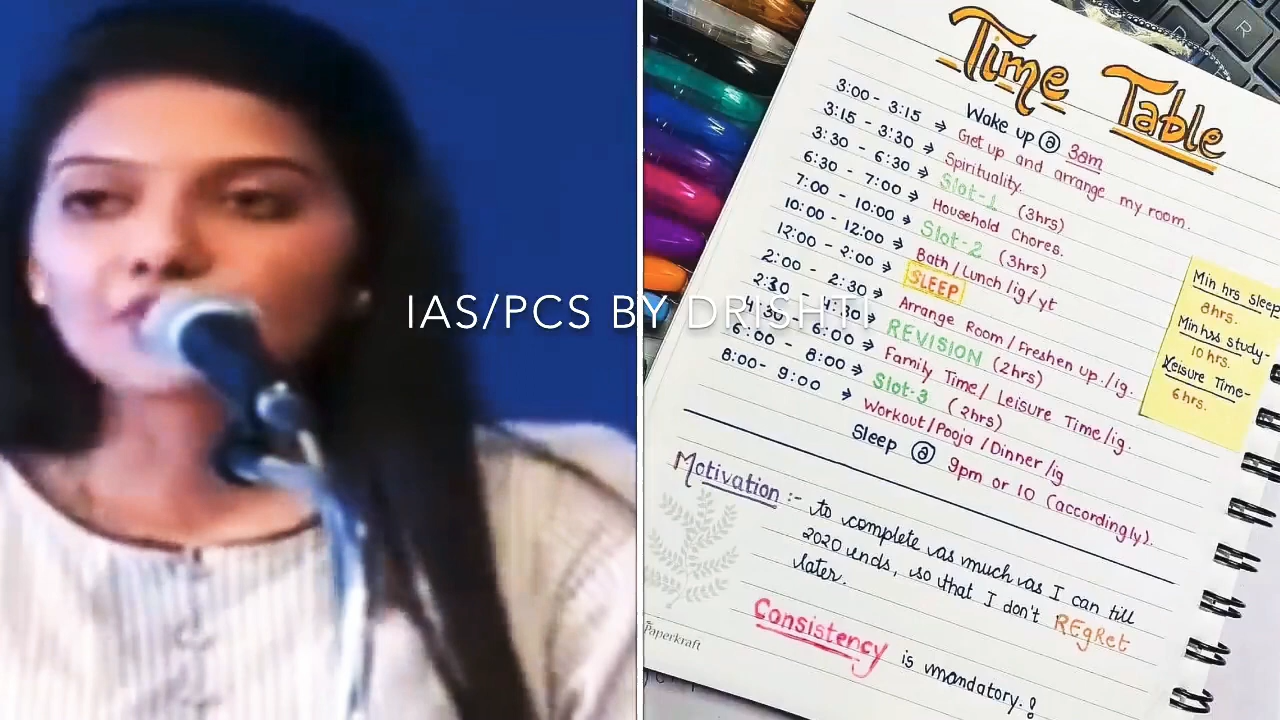 Time Table
Wake up @ 3am
3:00 - 3:15 → Get up and arrange my room.
3:15 - 3:30 → Spirituality.
3:30 - 6:30 → Slot-1 (3hrs)
6:30 - 7:00 → Household Chores.
7:00 - 10:00 → Slot-2 (3hrs)
10:00 - 12:00 → Bath/Lunch/ig/yt
12:00 - 2:00 → SLEEP
2:00 - 2:30 → Arrange Room/Freshen up./ig.
2:30 - 4:30 → REVISION (2hrs)
4:30 - 6:00 → Family Time/Leisure Time/ig.
6:00 - 8:00 → Slot-3 (2hrs)
8:00 - 9:00 → Workout/Pooja/Dinner/ig
Sleep @ 9pm or 10 (accordingly).
Min hrs sleep
8hrs.
Min hrs study-
10 hrs.
Leisure Time-
6hrs.
IAS/PCS BY DRISHTI
Motivation :- to complete as much as I can till
2020 ends, so that I don't REgRet
later.
Consistency is mandatory.!
Paperkraft
R